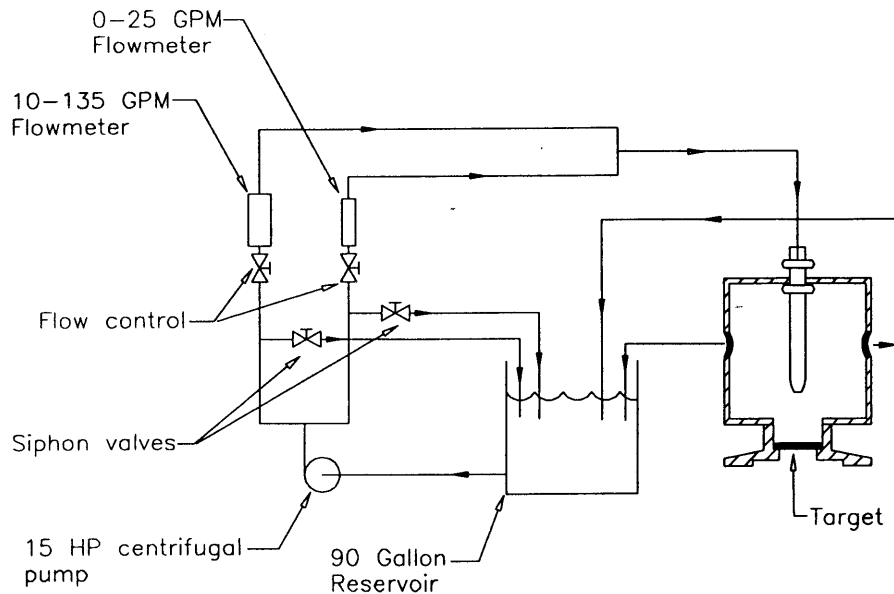 0-25 GPM
Flowmeter
10-135 GPM
Flowmeter
Flow control
Siphon valves
15 HP centrifugal
pump
90 Gallon
Reservoir
Target